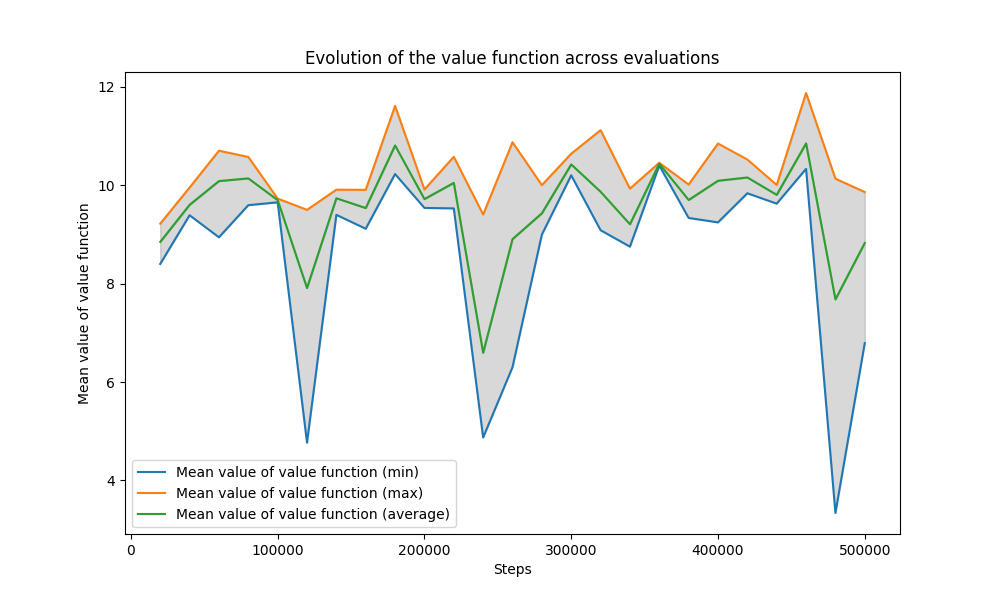 Evolution of the value function across evaluations
12
10
8
6
4
Mean value of value function
Mean value of value function (min)
Mean value of value function (max)
Mean value of value function (average)
0
100000
200000
300000
400000
500000
Steps